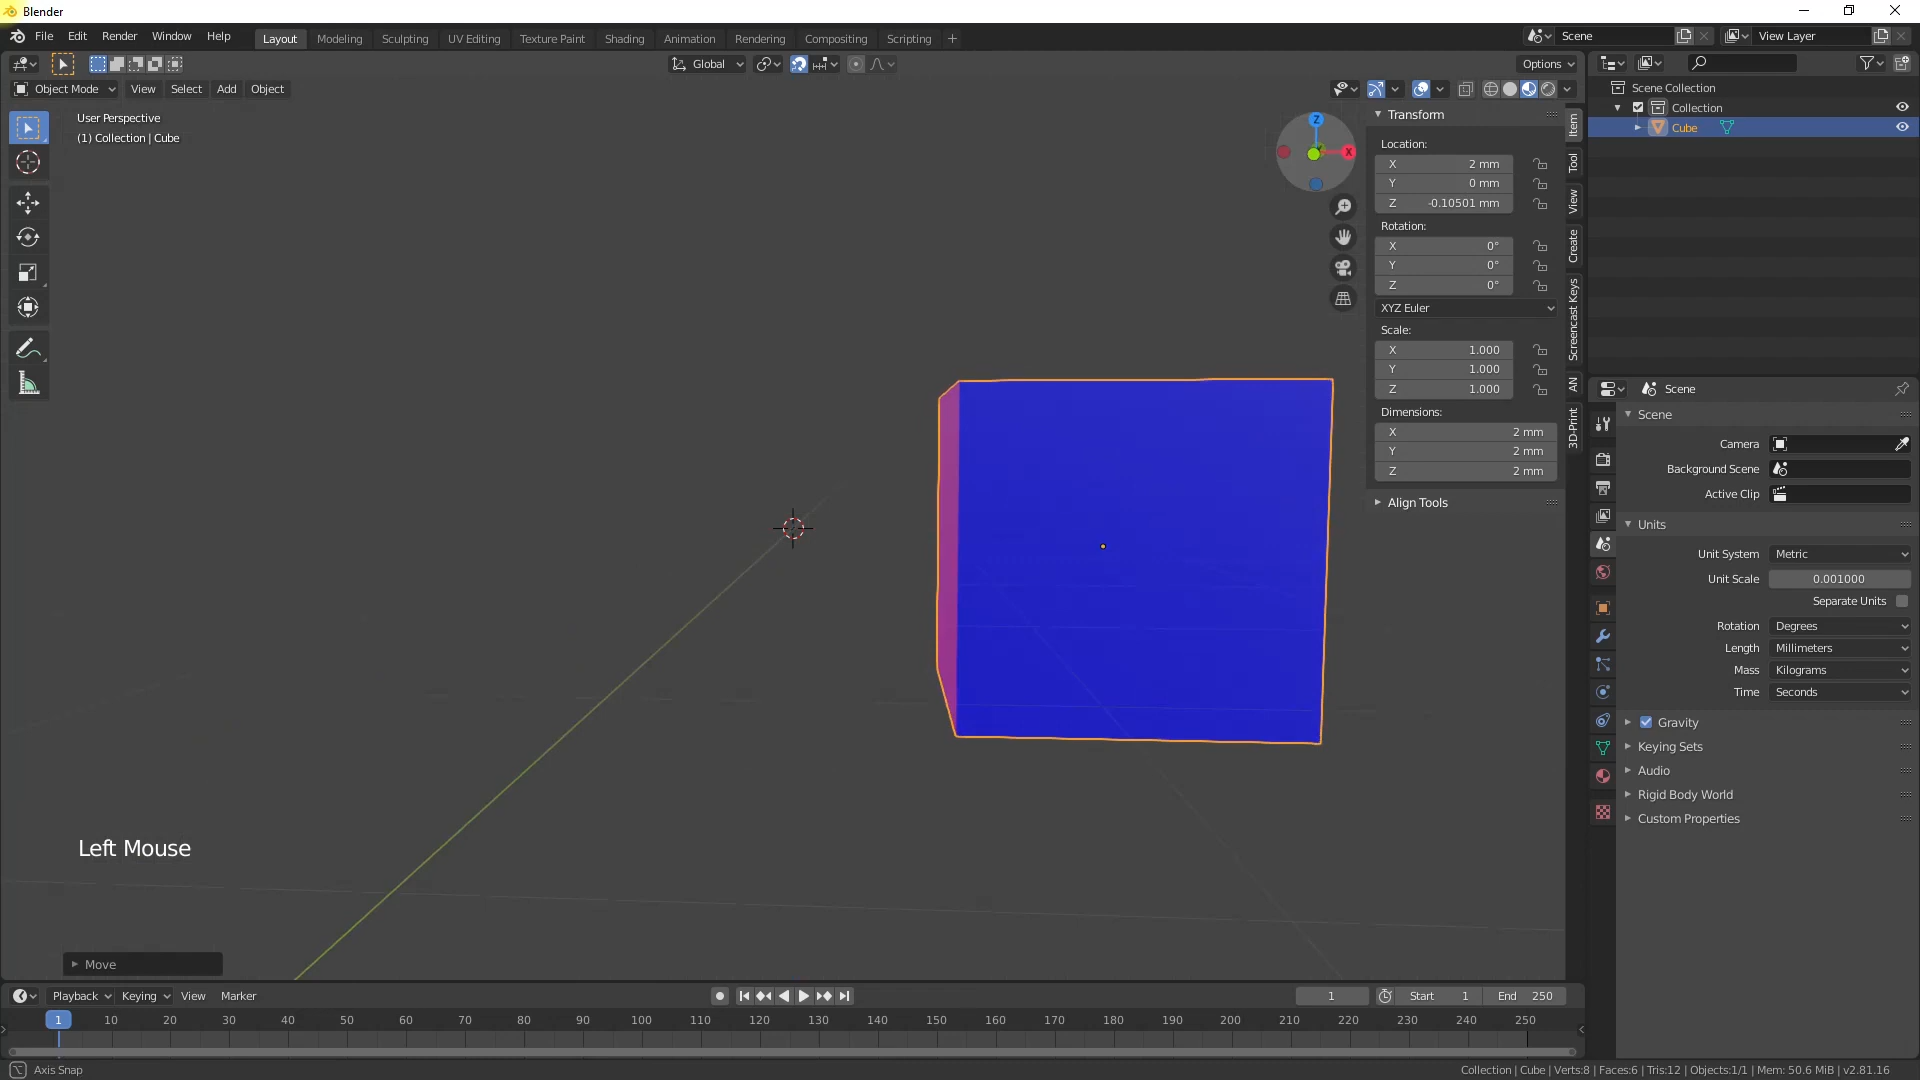 Blender
File Edit Render Window Help
Layout Modeling Sculpting UV Editing Texture Paint Shading Animation Rendering Compositing Scripting +
Scene
View Layer
Global
Options
Object Mode View Select Add Object
User Perspective
(1) Collection | Cube
Z
X
Transform
Location:
X 2 mm
Y 0 mm
Z -0.10501 mm
Rotation:
X 0°
Y 0°
Z 0°
XYZ Euler
Scale:
X 1.000
Y 1.000
Z 1.000
Dimensions:
X 2 mm
Y 2 mm
Z 2 mm
Align Tools
Item
Tool
View
Create
Screencast Keys
AN
3D-Print
Scene Collection
Collection
Cube
Scene
Scene
Camera
Background Scene
Active Clip
Units
Unit System Metric
Unit Scale 0.001000
Separate Units
Rotation Degrees
Length Millimeters
Mass Kilograms
Time Seconds
Gravity
Keying Sets
Audio
Rigid Body World
Custom Properties
Left Mouse
Move
Playback Keying View Marker
1 Start 1 End 250
1 10 20 30 40 50 60 70 80 90 100 110 120 130 140 150 160 170 180 190 200 210 220 230 240 250
Axis Snap
Collection | Cube | Verts:8 | Faces:6 | Tris:12 | Objects:1/1 | Mem: 50.6 MiB | v2.81.16